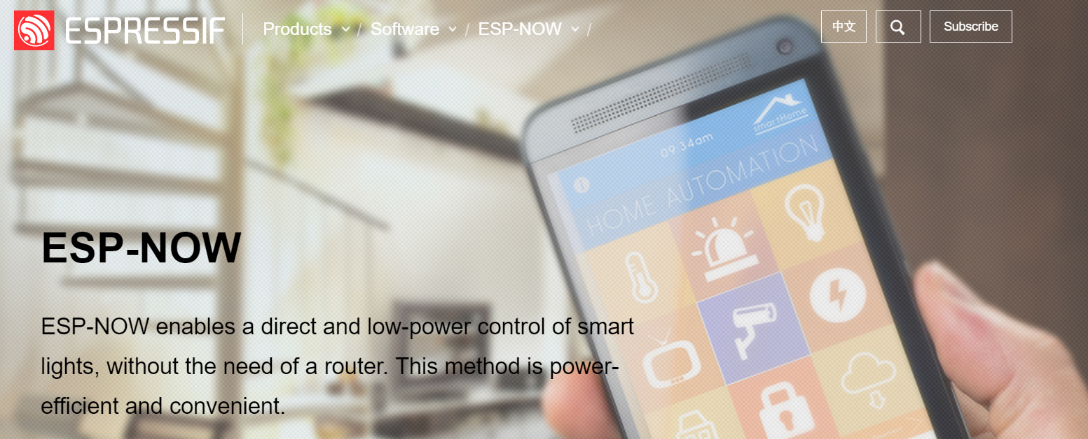 ESPRESSIF
Products / Software / ESP-NOW /
中文
Subscribe
09 34am
smartHome
HOME AUTOMATION
ESP-NOW
ESP-NOW enables a direct and low-power control of smart
lights, without the need of a router. This method is power-
efficient and convenient.